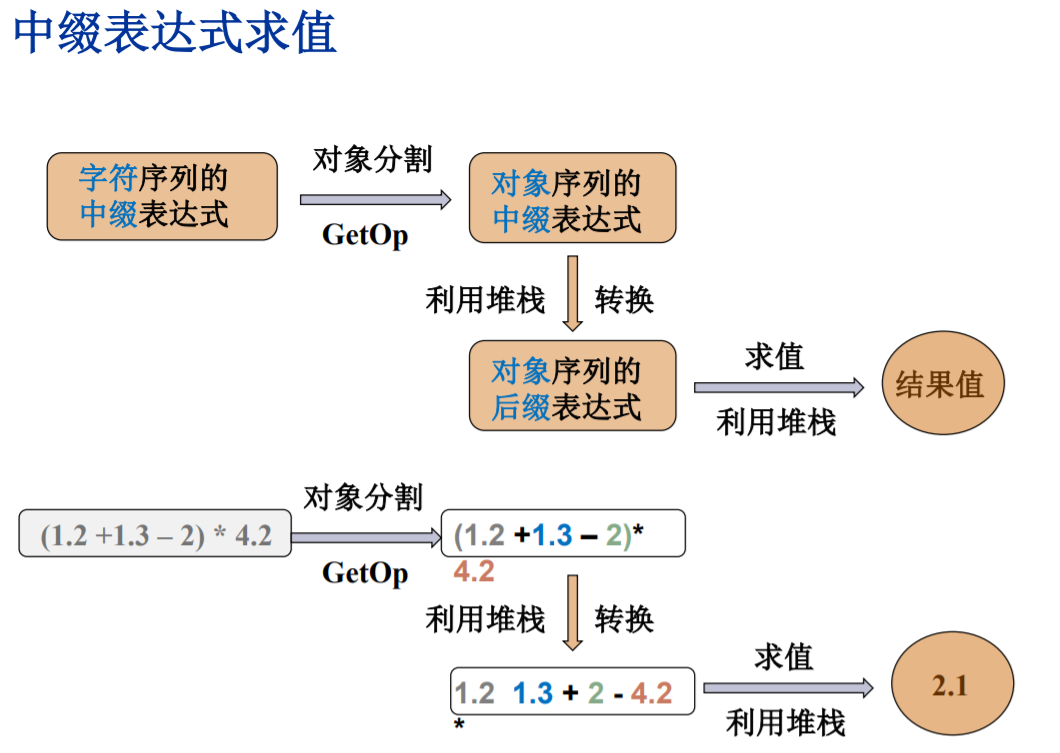 中缀表达式求值
对象分割
字符序列的
中缀表达式
GetOp
对象序列的
中缀表达式
利用堆栈
转换
对象序列的
后缀表达式
求值
利用堆栈
结果值
对象分割
(1.2 +1.3 – 2) * 4.2
GetOp
(1.2 +1.3 – 2)*
4.2
利用堆栈
转换
1.2 1.3 + 2 - 4.2
*
求值
利用堆栈
2.1